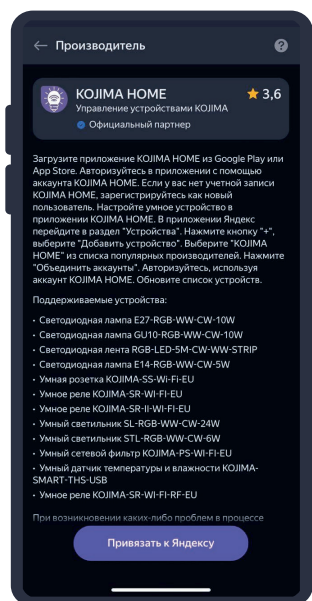 ← Производитель
KOJIMA HOME
3,6
Управление устройствами KOJIMA
Официальный партнер
Загрузите приложение KOJIMA HOME из Google Play или
App Store. Авторизуйтесь в приложении с помощью
аккаунта KOJIMA HOME. Если у вас нет учетной записи
KOJIMA HOME, зарегистрируйтесь как новый
пользователь. Настройте умное устройство в
приложении KOJIMA HOME. В приложении Яндекс
перейдите в раздел "Устройства". Нажмите кнопку "+",
выберите "Добавить устройство". Выберите "KOJIMA
HOME" из списка популярных производителей. Нажмите
"Объединить аккаунты". Авторизуйтесь, используя
аккаунт KOJIMA HOME. Обновите список устройств.
Поддерживаемые устройства:
• Светодиодная лампа E27-RGB-WW-CW-10W
• Светодиодная лампа GU10-RGB-WW-CW-10W
• Светодиодная лента RGB-LED-5M-CW-WW-STRIP
• Светодиодная лампа E14-RGB-WW-CW-5W
• Умная розетка KOJIMA-SS-Wi-Fi-EU
• Умное реле KOJIMA-SR-WI-FI-EU
• Умное реле KOJIMA-SR-II-WI-FI-EU
• Умный светильник SL-RGB-WW-CW-24W
• Умный светильник STL-RGB-WW-CW-6W
• Умный сетевой фильтр KOJIMA-PS-WI-FI-EU
• Умный датчик температуры и влажности KOJIMA-
SMART-THS-USB
• Умное реле KOJIMA-SR-WI-FI-RF-EU
При возникновении каких-либо проблем в процессе
Привязать к Яндексу